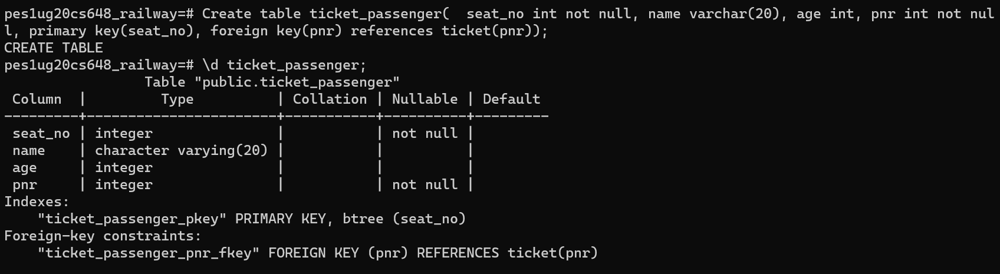 pes1ug20cs648_railway=# Create table ticket_passenger(  seat_no int not null, name varchar(20), age int, pnr int not nul
l, primary key(seat_no), foreign key(pnr) references ticket(pnr));
CREATE TABLE
pes1ug20cs648_railway=# \d ticket_passenger;
                 Table "public.ticket_passenger"
 Column  |         Type          | Collation | Nullable | Default
---------+-----------------------+-----------+----------+---------
 seat_no | integer               |           | not null |
 name    | character varying(20) |           |          |
 age     | integer               |           |          |
 pnr     | integer               |           | not null |
Indexes:
    "ticket_passenger_pkey" PRIMARY KEY, btree (seat_no)
Foreign-key constraints:
    "ticket_passenger_pnr_fkey" FOREIGN KEY (pnr) REFERENCES ticket(pnr)